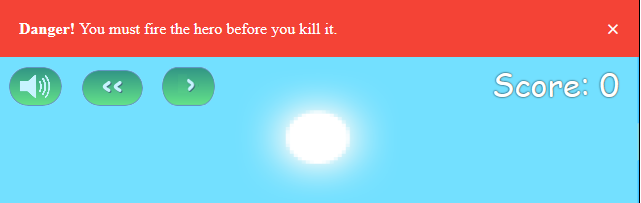 Danger! You must fire the hero before you kill it. ×
<< > Score: 0